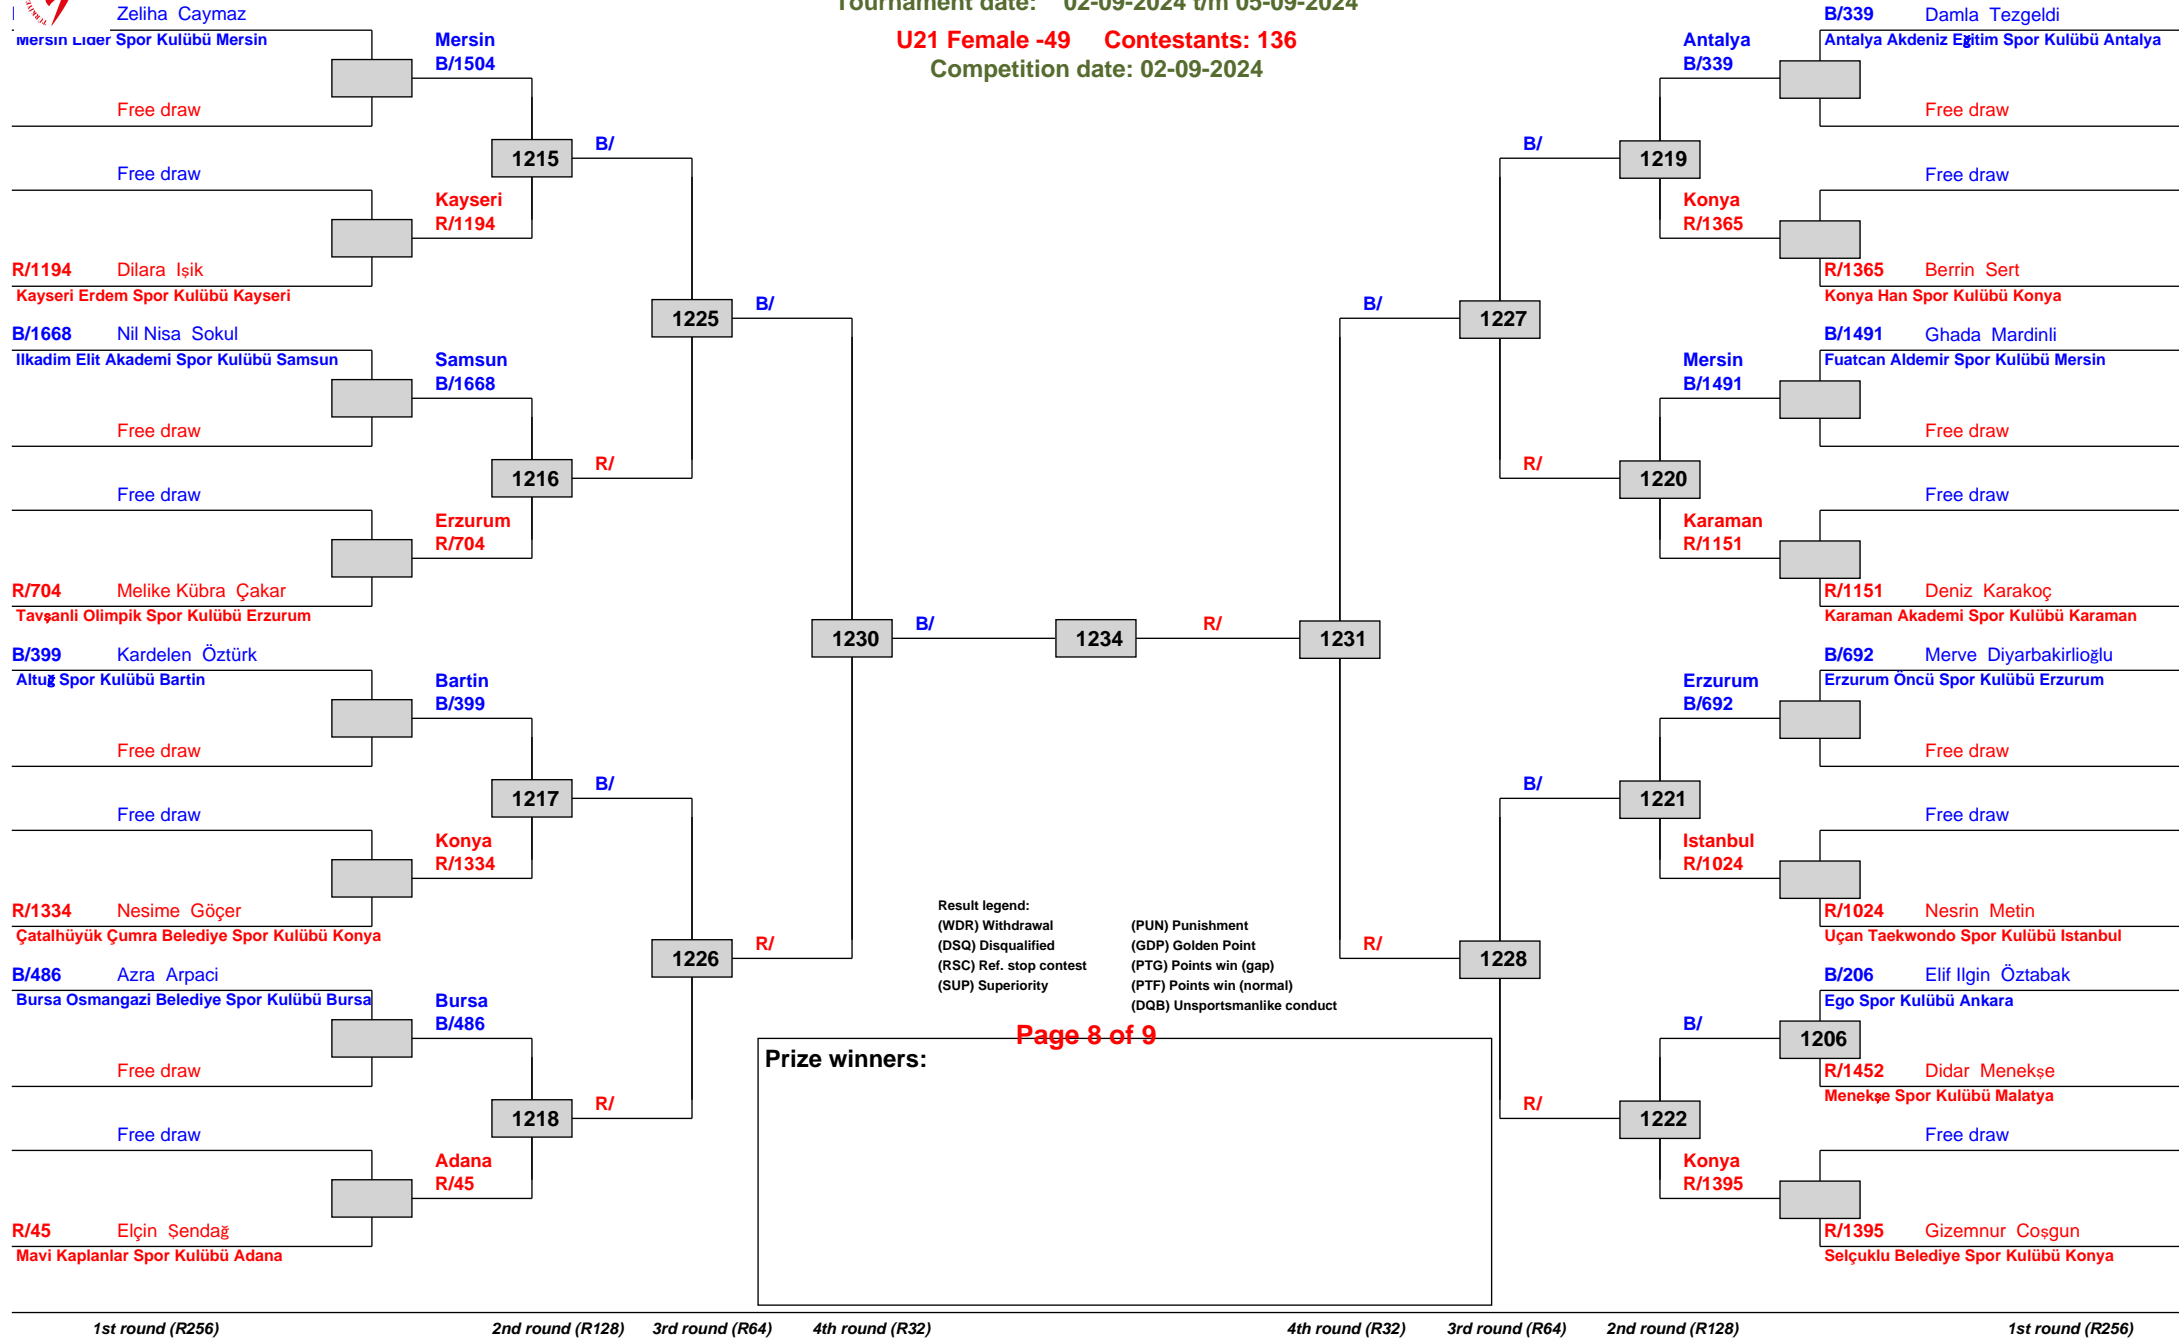 Tournament date: 02-09-2024 t/m 05-09-2024
U21 Female -49 Contestants: 136
Competition date: 02-09-2024
Zeliha Caymaz
Mersin Lider Spor Kulübü Mersin
Mersin
B/1504
Free draw
1215
B/
Free draw
Kayseri
R/1194
R/1194 Dilara Işik
Kayseri Erdem Spor Kulübü Kayseri
1225
B/
B/1668 Nil Nisa Sokul
Ilkadim Elit Akademi Spor Kulübü Samsun
Samsun
B/1668
Free draw
1216
R/
Free draw
Erzurum
R/704
R/704 Melike Kübra Çakar
Tavşanli Olimpik Spor Kulübü Erzurum
1230
B/
B/399 Kardelen Öztürk
Altuğ Spor Kulübü Bartin
Bartin
B/399
Free draw
1217
B/
Free draw
Konya
R/1334
R/1334 Nesime Göçer
Çatalhüyük Çumra Belediye Spor Kulübü Konya
1226
R/
B/486 Azra Arpaci
Bursa Osmangazi Belediye Spor Kulübü Bursa
Bursa
B/486
Free draw
1218
R/
Free draw
Adana
R/45
R/45 Elçin Şendağ
Mavi Kaplanlar Spor Kulübü Adana
1234
R/
1231
B/339 Damla Tezgeldi
Antalya Akdeniz Eğitim Spor Kulübü Antalya
Antalya
B/339
Free draw
B/
1219
Free draw
Konya
R/1365
R/1365 Berrin Sert
Konya Han Spor Kulübü Konya
B/
1227
B/1491 Ghada Mardinli
Fuatcan Aldemir Spor Kulübü Mersin
Mersin
B/1491
Free draw
R/
1220
Free draw
Karaman
R/1151
R/1151 Deniz Karakoç
Karaman Akademi Spor Kulübü Karaman
B/692 Merve Diyarbakirlioğlu
Erzurum Öncü Spor Kulübü Erzurum
Erzurum
B/692
Free draw
B/
1221
Free draw
Istanbul
R/1024
R/1024 Nesrin Metin
Uçan Taekwondo Spor Kulübü Istanbul
R/
1228
B/206 Elif Ilgin Öztabak
Ego Spor Kulübü Ankara
B/
1206
R/1452 Didar Menekşe
Menekşe Spor Kulübü Malatya
R/
1222
Free draw
Konya
R/1395
R/1395 Gizemnur Coşgun
Selçuklu Belediye Spor Kulübü Konya
Result legend:
(WDR) Withdrawal (PUN) Punishment
(DSQ) Disqualified (GDP) Golden Point
(RSC) Ref. stop contest (PTG) Points win (gap)
(SUP) Superiority (PTF) Points win (normal)
(DQB) Unsportsmanlike conduct
Page 8 of 9
Prize winners:
1st round (R256) 2nd round (R128) 3rd round (R64) 4th round (R32) 4th round (R32) 3rd round (R64) 2nd round (R128) 1st round (R256)